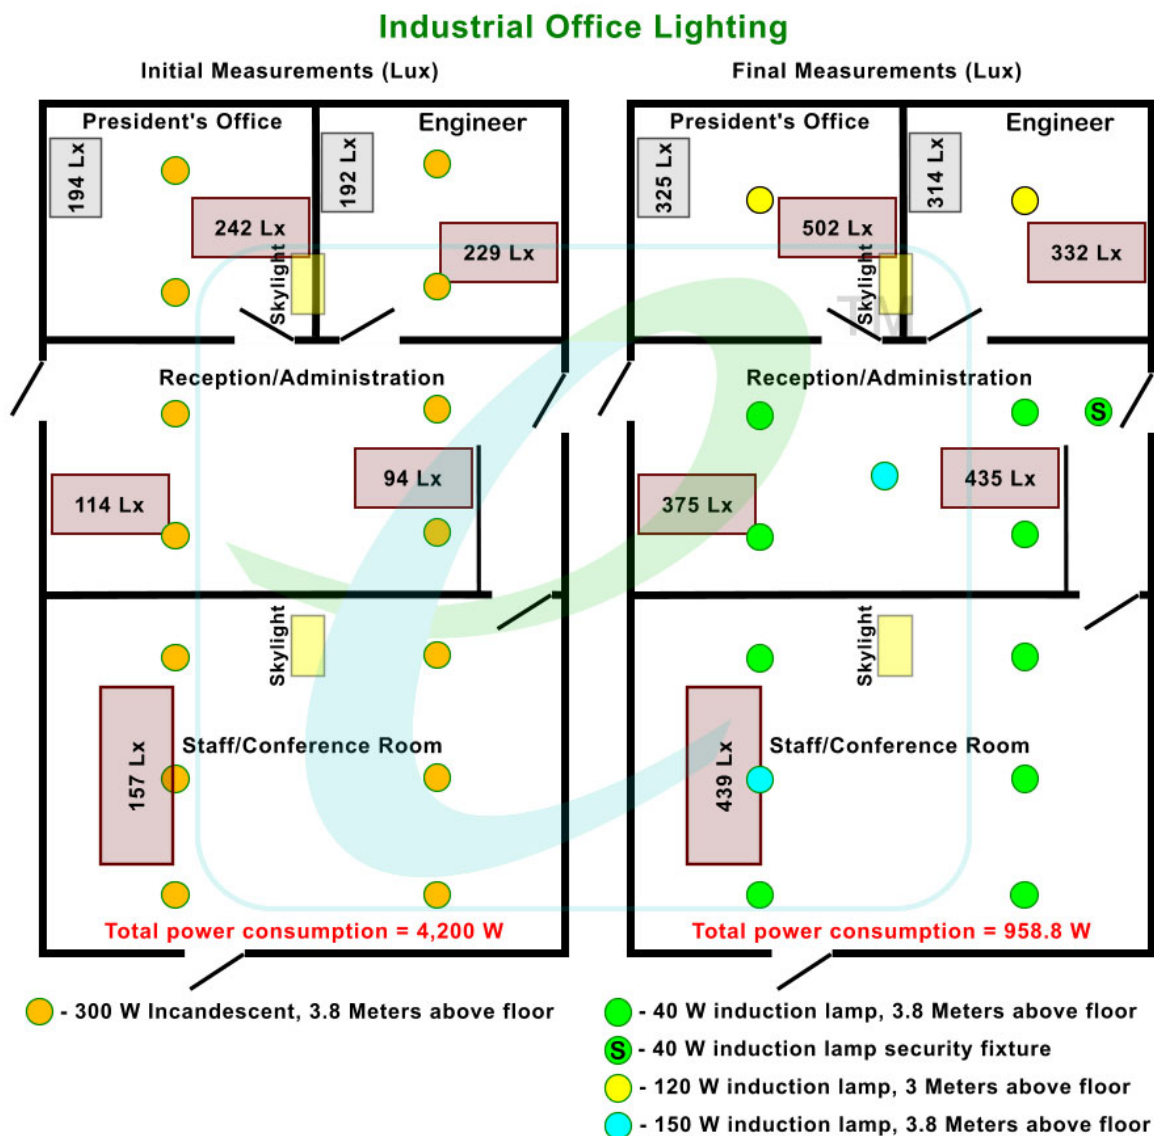 Industrial Office Lighting
Initial Measurements (Lux)
President's Office
Engineer
194 Lx
192 Lx
242 Lx
229 Lx
Skylight
Reception/Administration
114 Lx
94 Lx
Skylight
Staff/Conference Room
157 Lx
Total power consumption = 4,200 W
- 300 W Incandescent, 3.8 Meters above floor
Final Measurements (Lux)
President's Office
Engineer
325 Lx
314 Lx
502 Lx
332 Lx
Skylight
TM
Reception/Administration
S
375 Lx
435 Lx
Skylight
Staff/Conference Room
439 Lx
Total power consumption = 958.8 W
- 40 W induction lamp, 3.8 Meters above floor
S - 40 W induction lamp security fixture
- 120 W induction lamp, 3 Meters above floor
- 150 W induction lamp, 3.8 Meters above floor